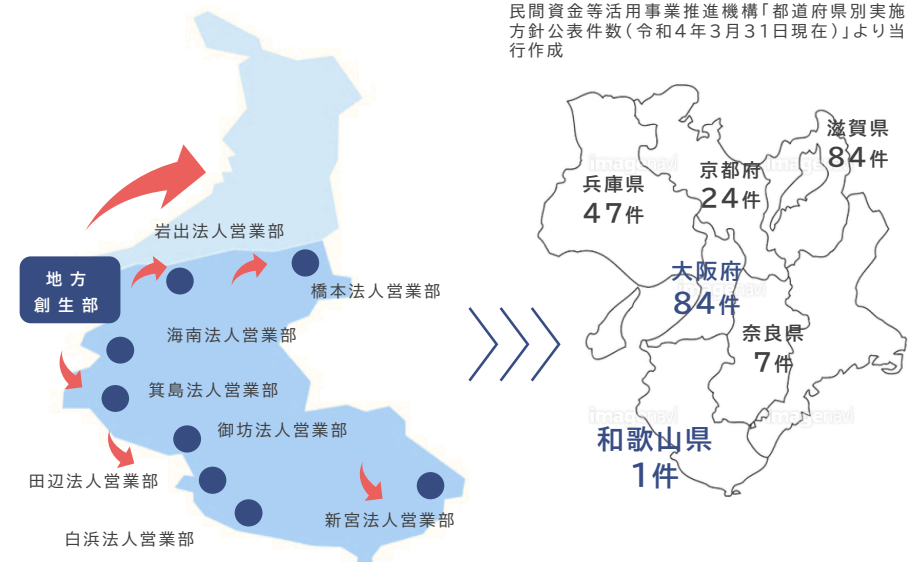 民間資金等活用事業推進機構「都道府県別実施
方針公表件数(令和4年3月31日現在)」より当
行作成
地方
創生部
岩出法人営業部
橋本法人営業部
海南法人営業部
箕島法人営業部
御坊法人営業部
田辺法人営業部
新宮法人営業部
白浜法人営業部
滋賀県
84件
京都府
24件
兵庫県
47件
大阪府
84件
奈良県
7件
和歌山県
1件
imagenavi
imagenavi
imagenavi
imagenavi
imagenavi